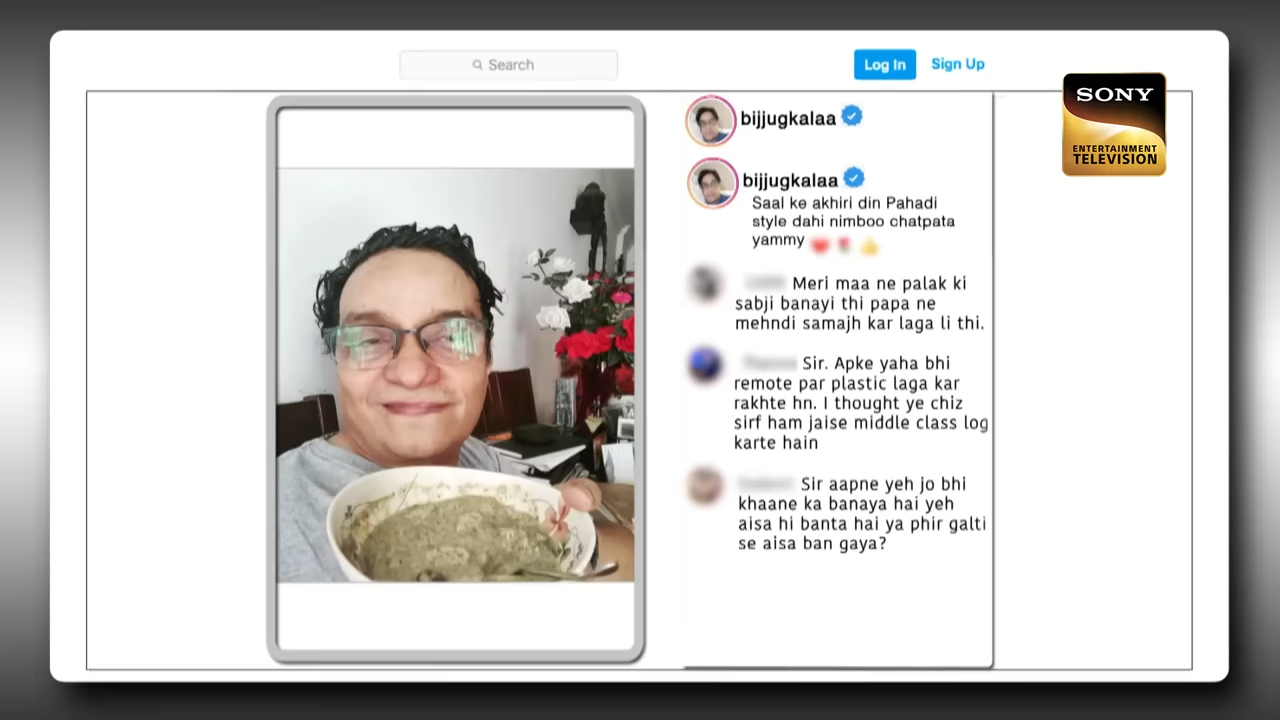 Search
Log In
Sign Up
SONY
ENTERTAINMENT
TELEVISION
bijjugkalaa
bijjugkalaa
Saal ke akhiri din Pahadi
style dahi nimboo chatpata
yammy
Meri maa ne palak ki
sabji banayi thi papa ne
mehndi samajh kar laga li thi.
Sir. Apke yaha bhi
remote par plastic laga kar
rakhte hn. I thought ye chiz
sirf ham jaise middle class log
karte hain
Sir aapne yeh jo bhi
khaane ka banaya hai yeh
aisa hi banta hai ya phir galti
se aisa ban gaya?